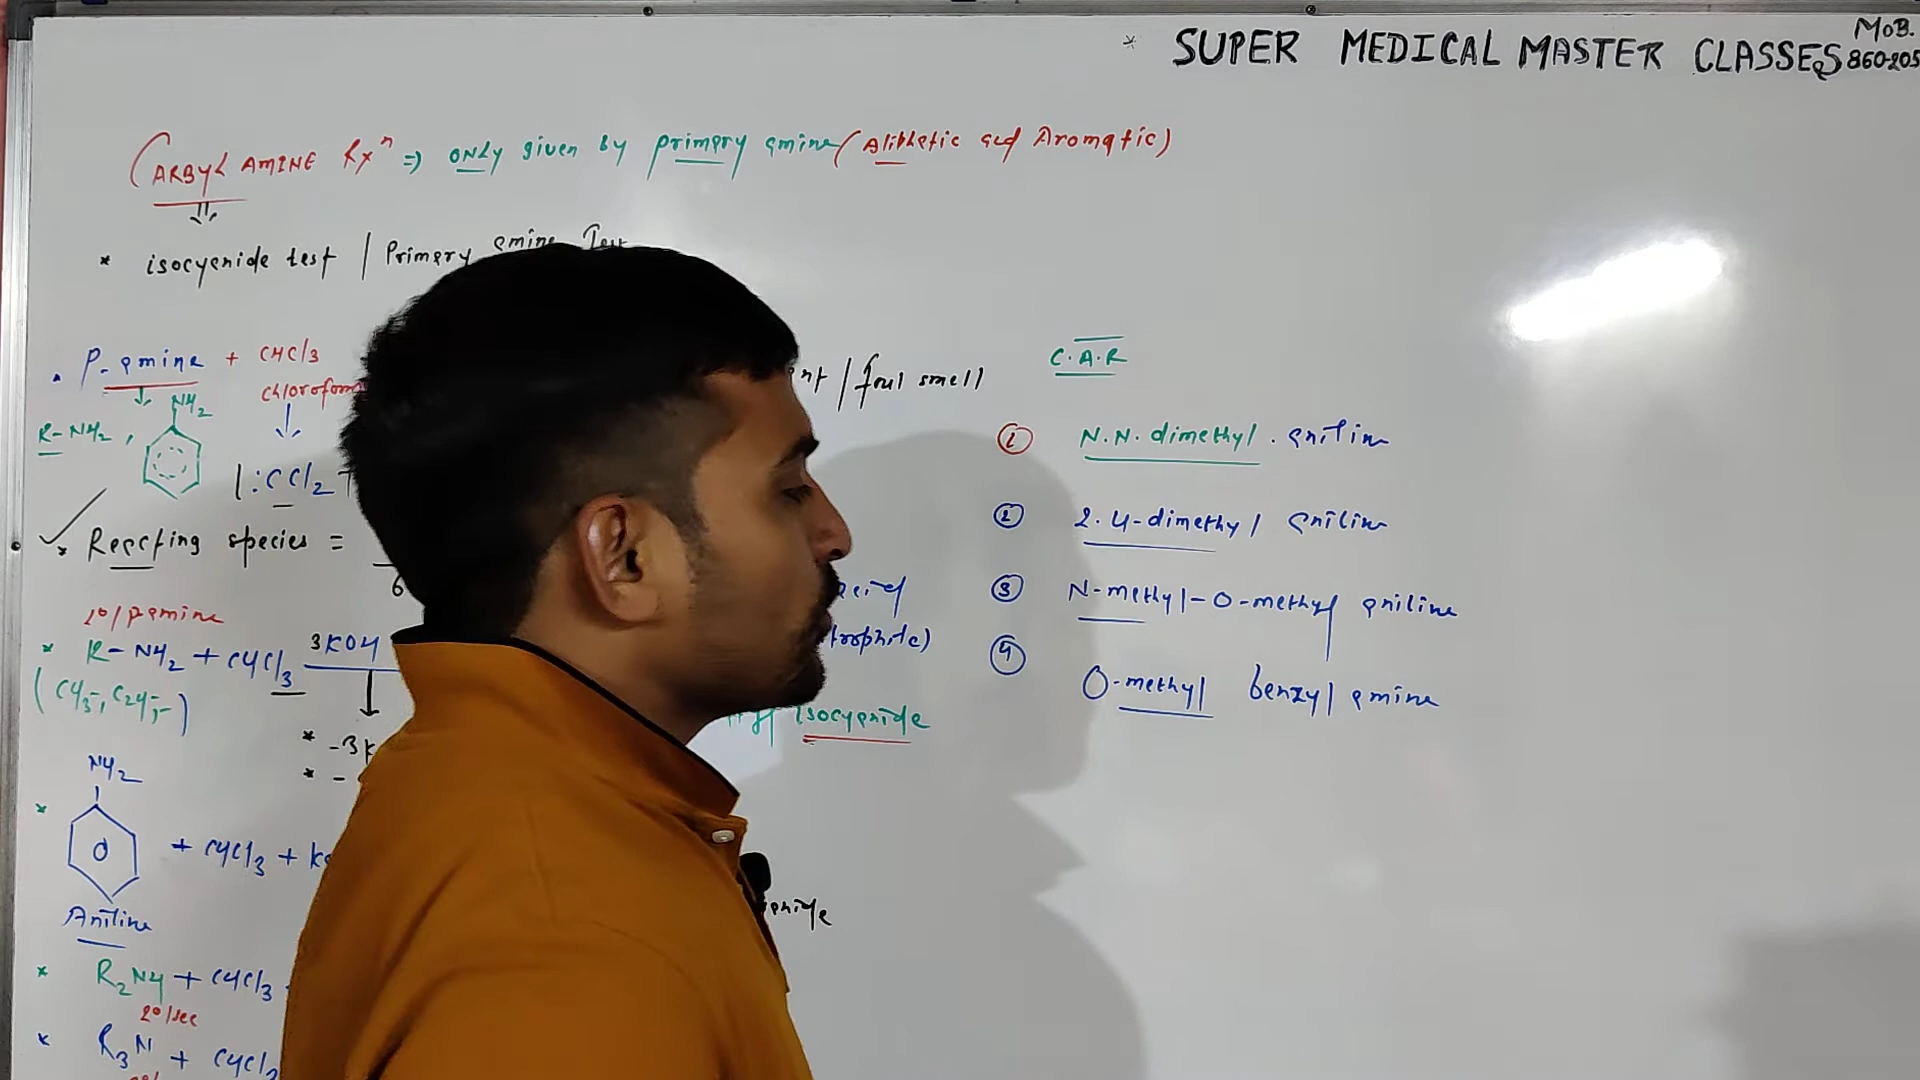 * SUPER MEDICAL MASTER CLASSES
MOB.
860205
CARBYL AMINE Rxⁿ => ONLY given by primary amine (Aliphatic and Aromatic)
* isocyanide test | Primary amine Test
P-amine + CHCl3
chloroform
NH2
R-NH2,
|:CCl2
/foul smell
* Reacting species =
6
1°/P amine
* R-NH2 + CHCl3 3KOH
(CH3-, C2H5-)
isocyanide
* -3K
* -
NH2
* + CHCl3 + K
Aniline
* R2NH + CHCl3
2°/sec
* R3N + CHCl3
C.A.R
① N.N.dimethyl. aniline
② 2.4-dimethyl aniline
③ N-methyl-O-methyl aniline
④ O-methyl benzyl amine